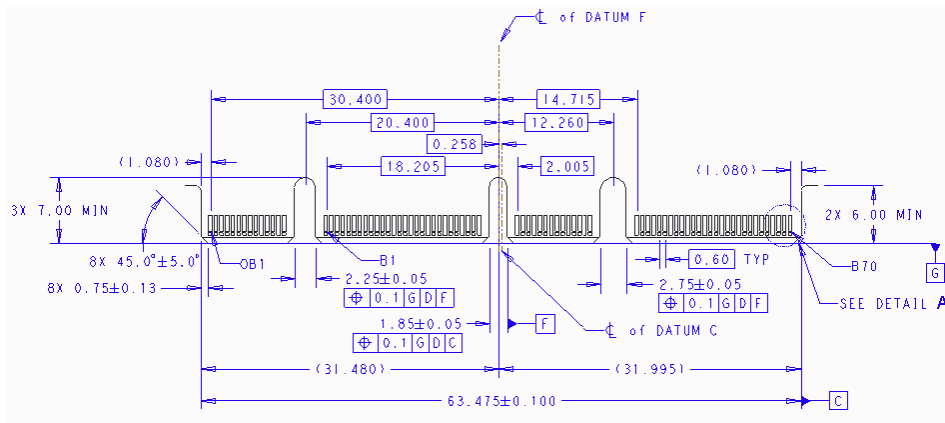 ℄ of DATUM F
30.400
14.715
20.400
12.260
0.258
(1.080)
18.205
2.005
(1.080)
3X 7.00 MIN
2X 6.00 MIN
8X 45.0°±5.0°
OB1
B1
0.60 TYP
B70
G
8X 0.75±0.13
2.25±0.05
⌖ 0.1 G D F
2.75±0.05
⌖ 0.1 G D F
SEE DETAIL A
1.85±0.05
F
⌖ 0.1 G D C
℄ of DATUM C
(31.480)
(31.995)
63.475±0.100
C